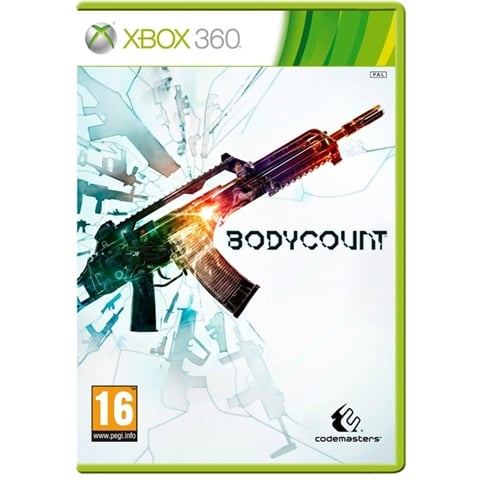 XBOX 360
PAL
BODYCOUNT
16
www.pegi.info
codemasters